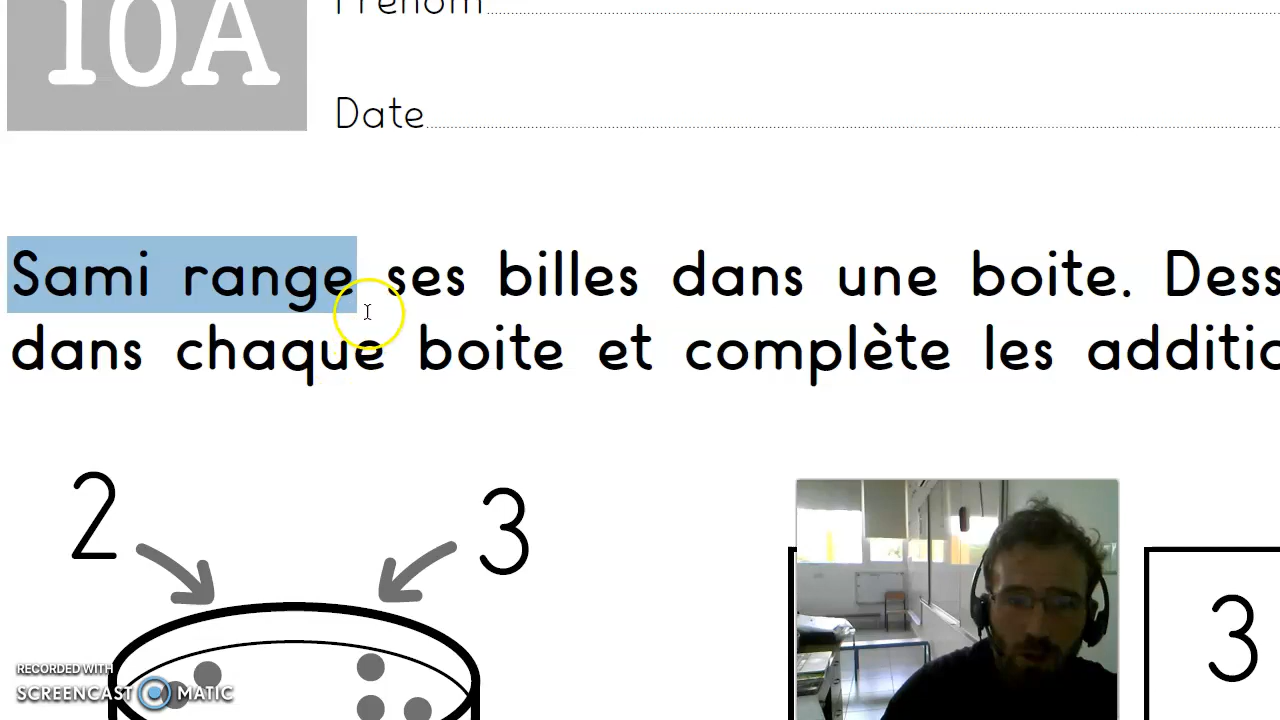 10A
Prénom
Date
Sami range ses billes dans une boite. Dess
dans chaque boite et complète les additio
2
3
3
RECORDED WITH
SCREENCAST MATIC